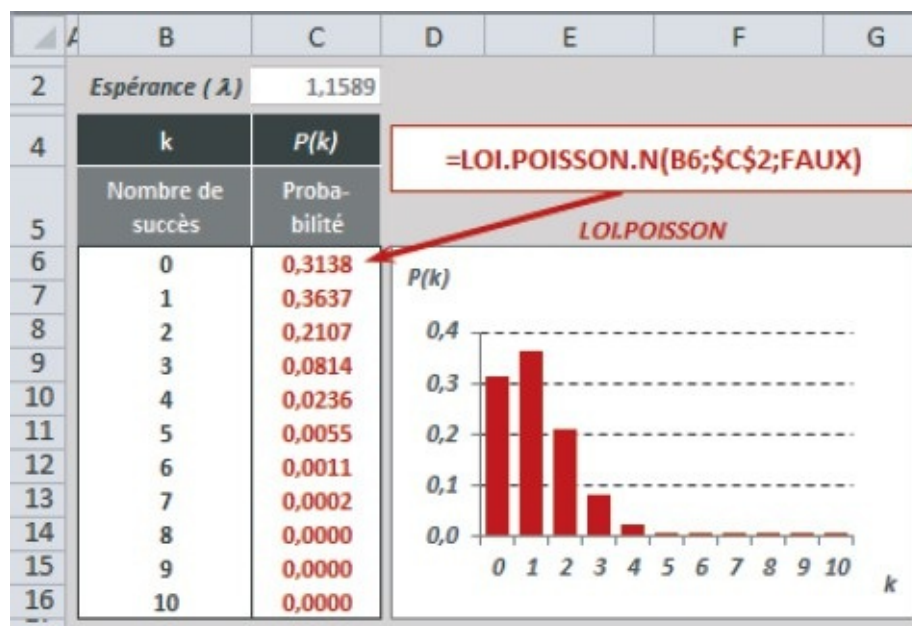 A B C D E F G
2 Espérance ( λ) 1,1589
4 k P(k)
=LOI.POISSON.N(B6;$C$2;FAUX)
5 Nombre de succès Proba-bilité
LOI.POISSON
6 0 0,3138
7 1 0,3637
8 2 0,2107
9 3 0,0814
10 4 0,0236
11 5 0,0055
12 6 0,0011
13 7 0,0002
14 8 0,0000
15 9 0,0000
16 10 0,0000
P(k)
0,4
0,3
0,2
0,1
0,0
0 1 2 3 4 5 6 7 8 9 10
k